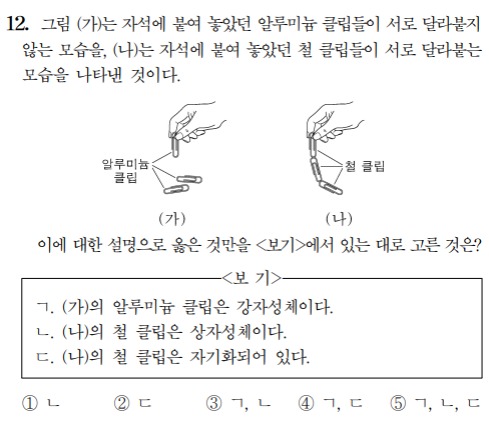 12. 그림 (가)는 자석에 붙여 놓았던 알루미늄 클립들이 서로 달라붙지
않는 모습을, (나)는 자석에 붙여 놓았던 철 클립들이 서로 달라붙는
모습을 나타낸 것이다.
알루미늄
클립
철 클립
(가)
(나)
이에 대한 설명으로 옳은 것만을 <보기>에서 있는 대로 고른 것은?
<보 기>
ㄱ. (가)의 알루미늄 클립은 강자성체이다.
ㄴ. (나)의 철 클립은 상자성체이다.
ㄷ. (나)의 철 클립은 자기화되어 있다.
① ㄴ ② ㄷ ③ ㄱ, ㄴ ④ ㄱ, ㄷ ⑤ ㄱ, ㄴ, ㄷ